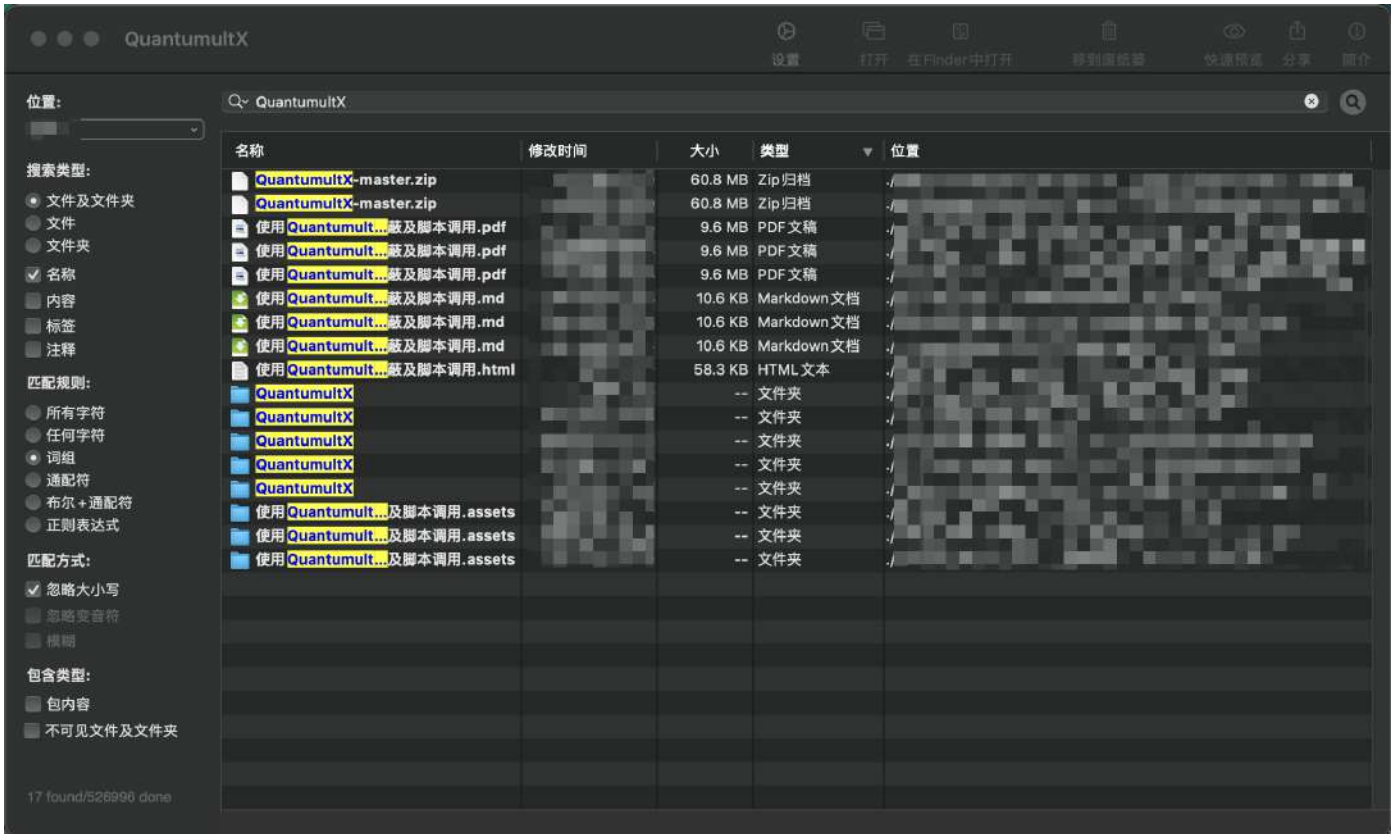 QuantumultX
设置
打开
在Finder中打开
移到废纸篓
快速预览
分享
简介
位置:
QuantumultX
搜索类型:
文件及文件夹
文件
文件夹
名称
内容
标签
注释
匹配规则:
所有字符
任何字符
词组
通配符
布尔+通配符
正则表达式
匹配方式:
忽略大小写
忽略变音符
模糊
包含类型:
包内容
不可见文件及文件夹
17 found/526996 done
名称 修改时间 大小 类型 位置
QuantumultX-master.zip 60.8 MB Zip归档 ./
QuantumultX-master.zip 60.8 MB Zip归档 ./
使用Quantumult...蔽及脚本调用.pdf 9.6 MB PDF文稿 ./
使用Quantumult...蔽及脚本调用.pdf 9.6 MB PDF文稿 ./
使用Quantumult...蔽及脚本调用.pdf 9.6 MB PDF文稿 ./
使用Quantumult...蔽及脚本调用.md 10.6 KB Markdown文档 ./
使用Quantumult...蔽及脚本调用.md 10.6 KB Markdown文档 ./
使用Quantumult...蔽及脚本调用.md 10.6 KB Markdown文档 ./
使用Quantumult...蔽及脚本调用.html 58.3 KB HTML文本 ./
QuantumultX -- 文件夹 ./
QuantumultX -- 文件夹 ./
QuantumultX -- 文件夹 ./
QuantumultX -- 文件夹 ./
QuantumultX -- 文件夹 ./
使用Quantumult...及脚本调用.assets -- 文件夹 ./
使用Quantumult...及脚本调用.assets -- 文件夹 ./
使用Quantumult...及脚本调用.assets -- 文件夹 ./